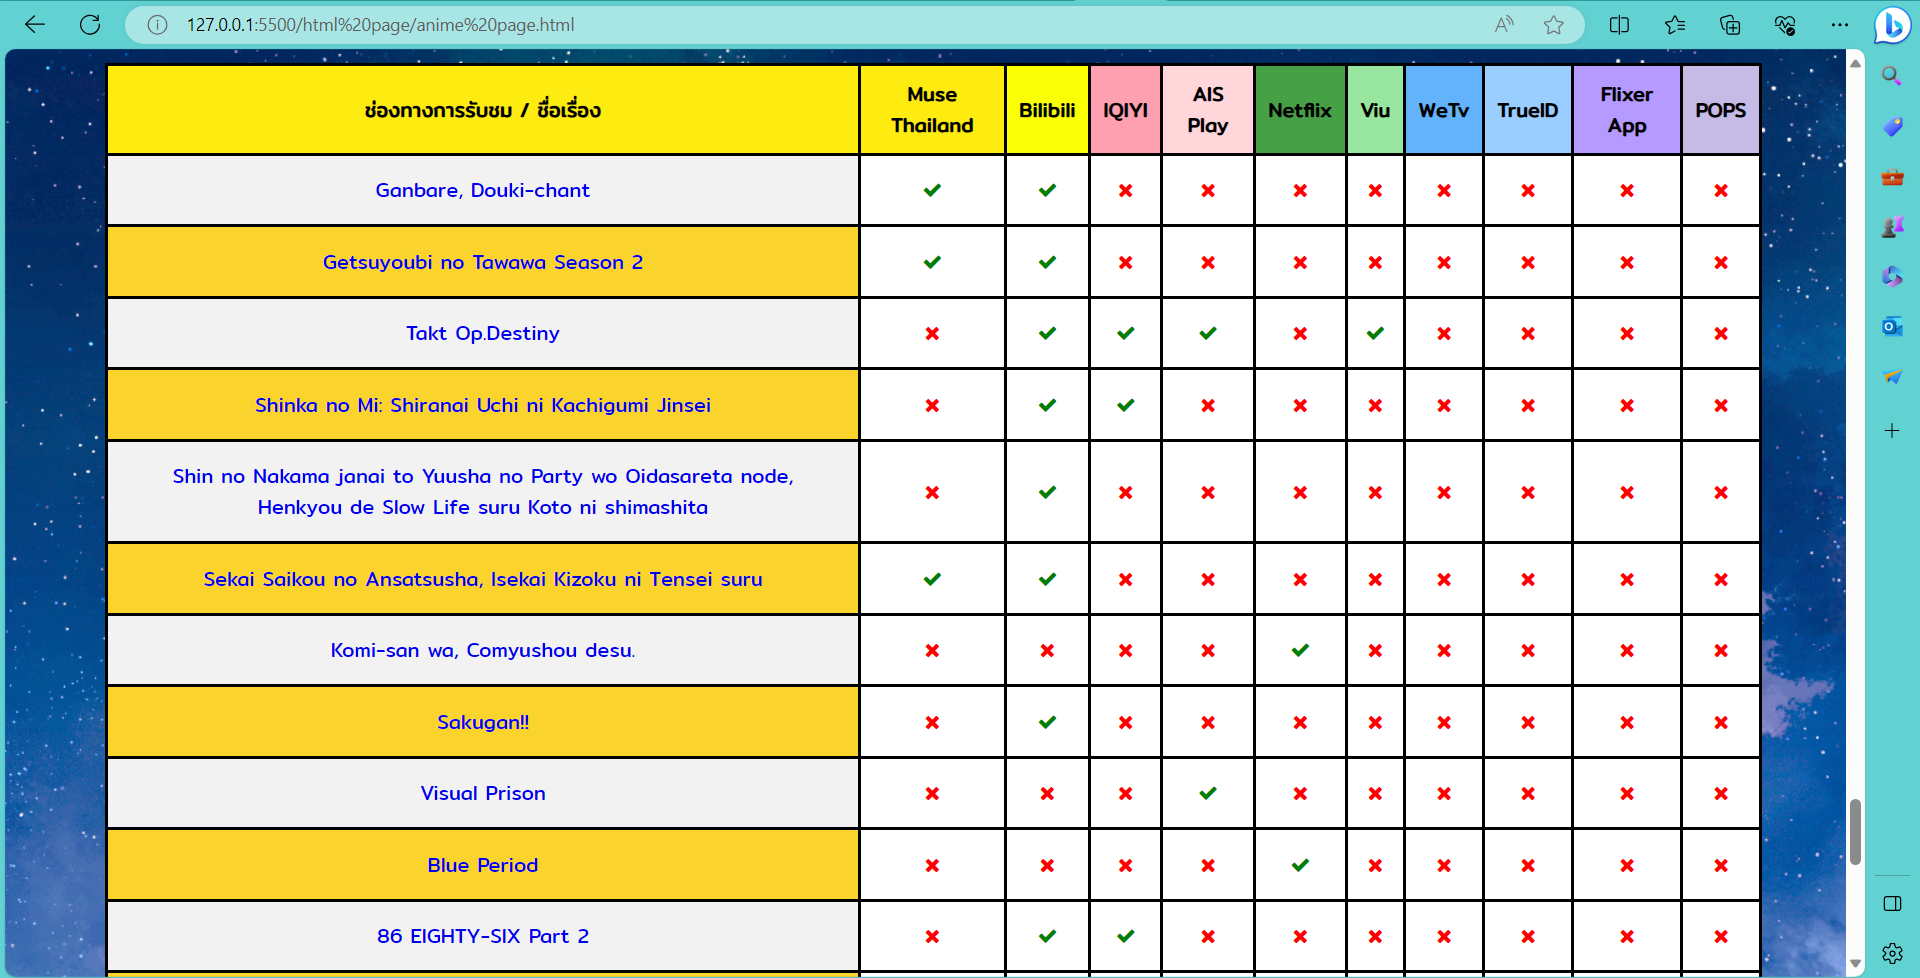 127.0.0.1:5500/html%20page/anime%20page.html
ช่องทางการรับชม / ชื่อเรื่อง
Muse
Thailand
Bilibili
IQIYI
AIS
Play
Netflix
Viu
WeTv
TrueID
Flixer
App
POPS
Ganbare, Douki-chant
Getsuyoubi no Tawawa Season 2
Takt Op.Destiny
Shinka no Mi: Shiranai Uchi ni Kachigumi Jinsei
Shin no Nakama janai to Yuusha no Party wo Oidasareta node,
Henkyou de Slow Life suru Koto ni shimashita
Sekai Saikou no Ansatsusha, Isekai Kizoku ni Tensei suru
Komi-san wa, Comyushou desu.
Sakugan!!
Visual Prison
Blue Period
86 EIGHTY-SIX Part 2